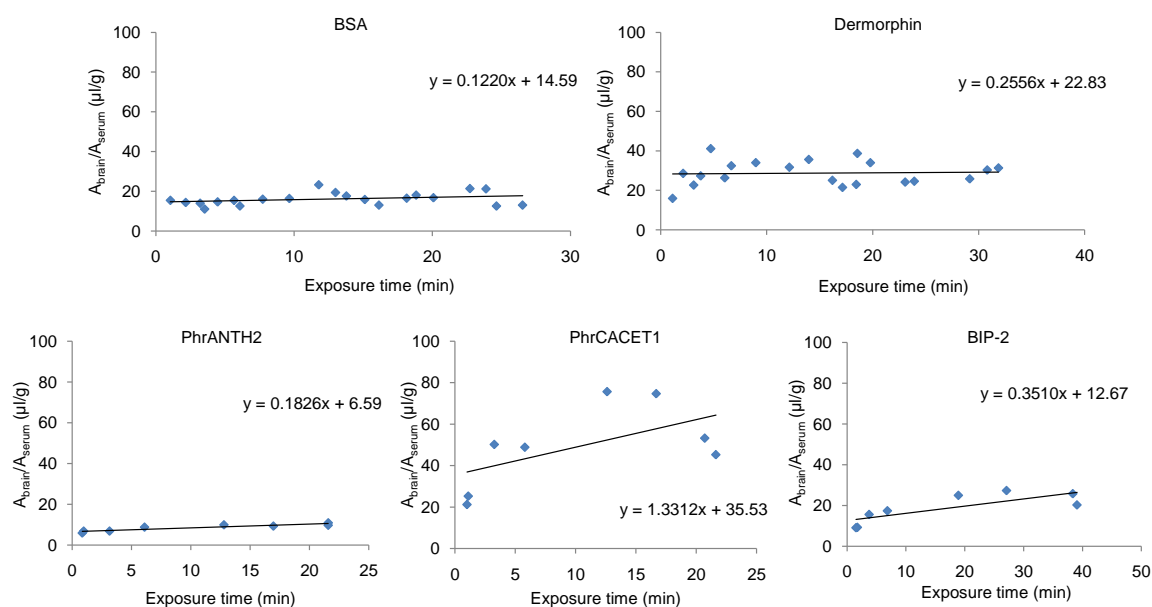 BSA
y = 0.1220x + 14.59
A_brain/A_serum (µl/g)
100
80
60
40
20
0
0 10 20 30
Exposure time (min)
Dermorphin
y = 0.2556x + 22.83
A_brain/A_serum (µl/g)
100
80
60
40
20
0
0 10 20 30 40
Exposure time (min)
PhrANTH2
y = 0.1826x + 6.59
A_brain/A_serum (µl/g)
100
80
60
40
20
0
0 5 10 15 20 25
Exposure time (min)
PhrCACET1
y = 1.3312x + 35.53
A_brain/A_serum (µl/g)
100
80
60
40
20
0
0 5 10 15 20 25
Exposure time (min)
BIP-2
y = 0.3510x + 12.67
A_brain/A_serum (µl/g)
100
80
60
40
20
0
0 10 20 30 40 50
Exposure time (min)